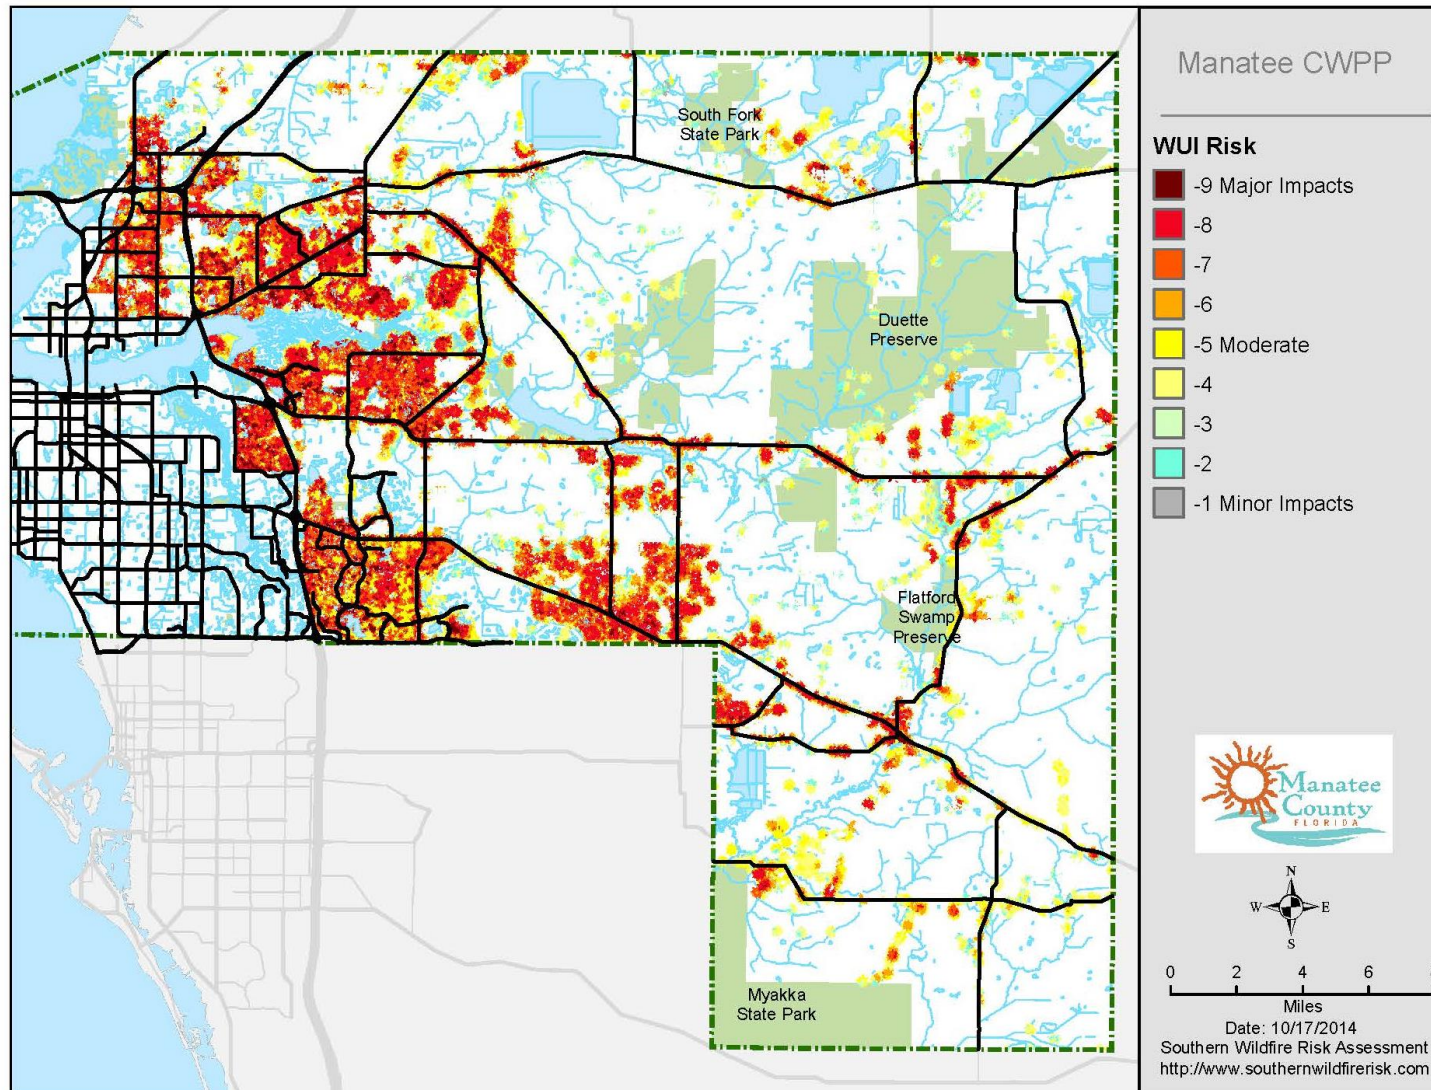 Manatee CWPP
WUI Risk
-9 Major Impacts
-8
-7
-6
-5 Moderate
-4
-3
-2
-1 Minor Impacts
South Fork
State Park
Duette
Preserve
Flatford
Swamp
Preserve
Myakka
State Park
Manatee
County
FLORIDA
N
W E
S
0 2 4 6
Miles
Date: 10/17/2014
Southern Wildfire Risk Assessment
http://www.southernwildfirerisk.com